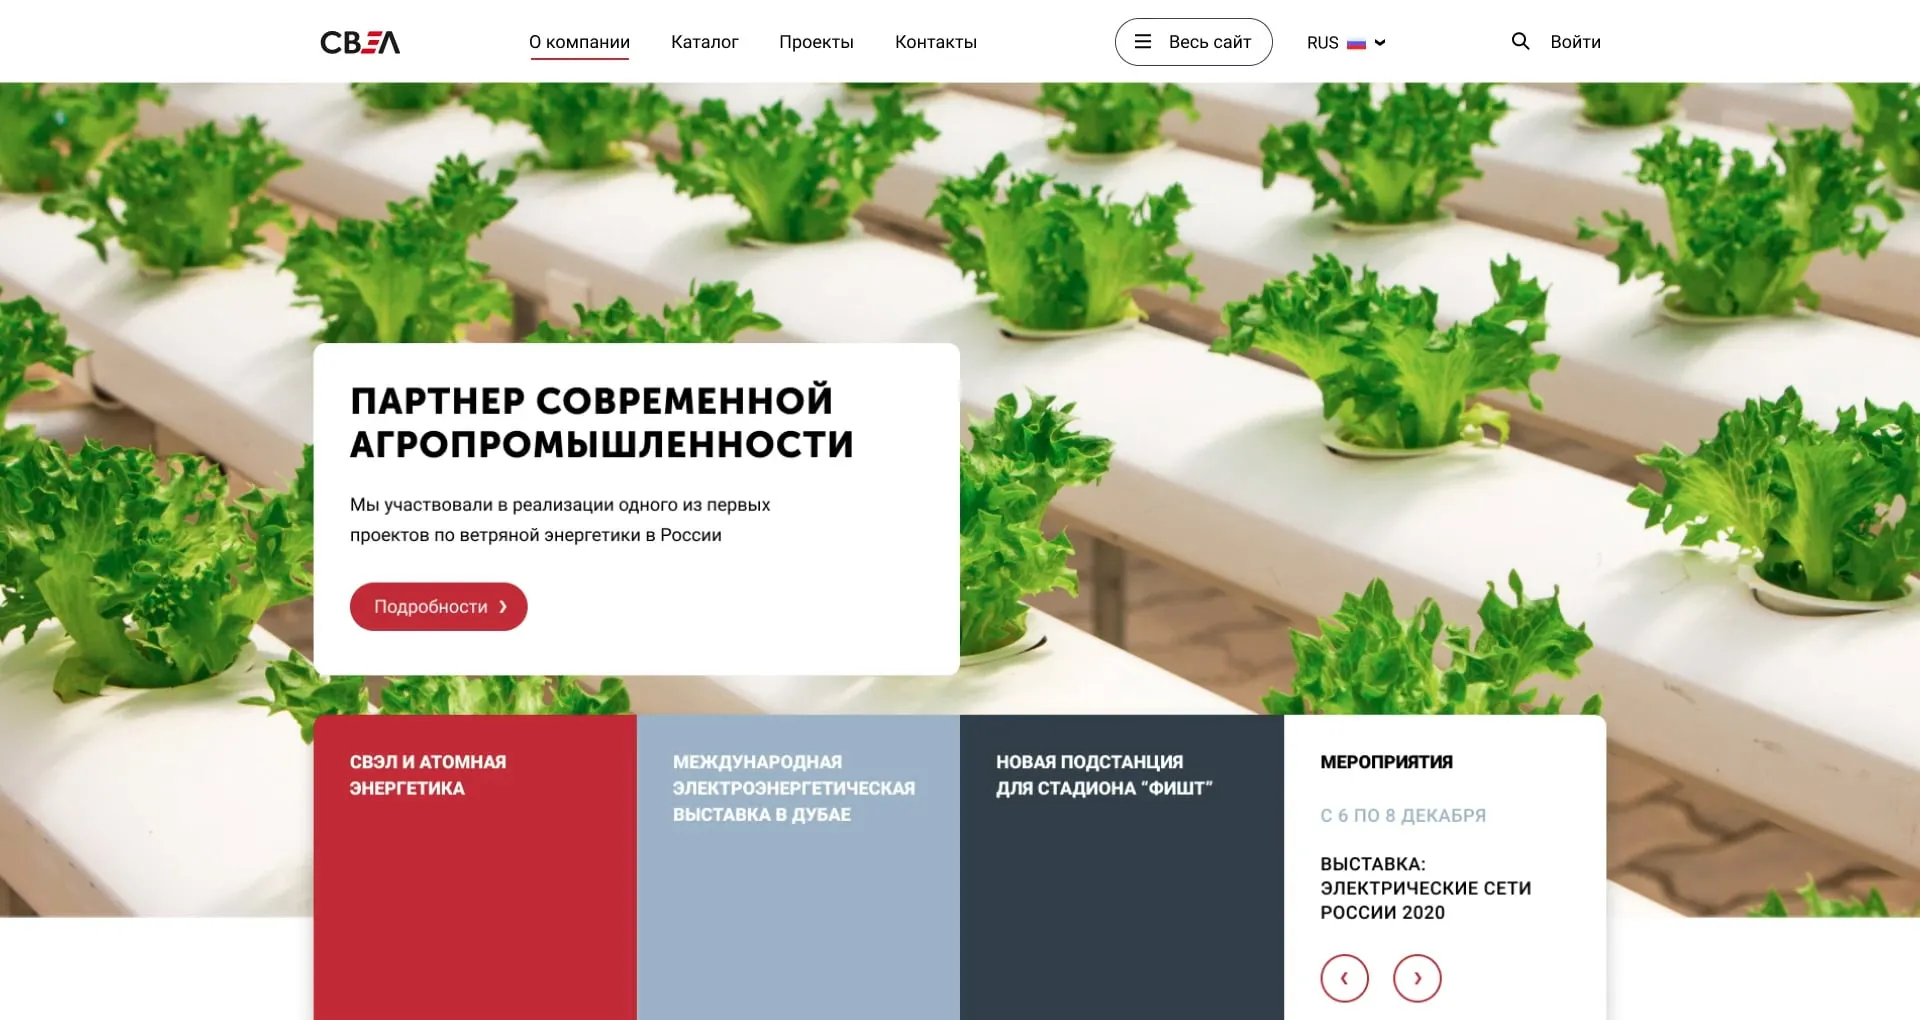 СВЭЛ
О компании
Каталог
Проекты
Контакты
Весь сайт
RUS
Войти
ПАРТНЕР СОВРЕМЕННОЙ
АГРОПРОМЫШЛЕННОСТИ
Мы участвовали в реализации одного из первых
проектов по ветряной энергетики в России
Подробности
СВЭЛ И АТОМНАЯ
ЭНЕРГЕТИКА
МЕЖДУНАРОДНАЯ
ЭЛЕКТРОЭНЕРГЕТИЧЕСКАЯ
ВЫСТАВКА В ДУБАЕ
НОВАЯ ПОДСТАНЦИЯ
ДЛЯ СТАДИОНА “ФИШТ”
МЕРОПРИЯТИЯ
С 6 ПО 8 ДЕКАБРЯ
ВЫСТАВКА:
ЭЛЕКТРИЧЕСКИЕ СЕТИ
РОССИИ 2020